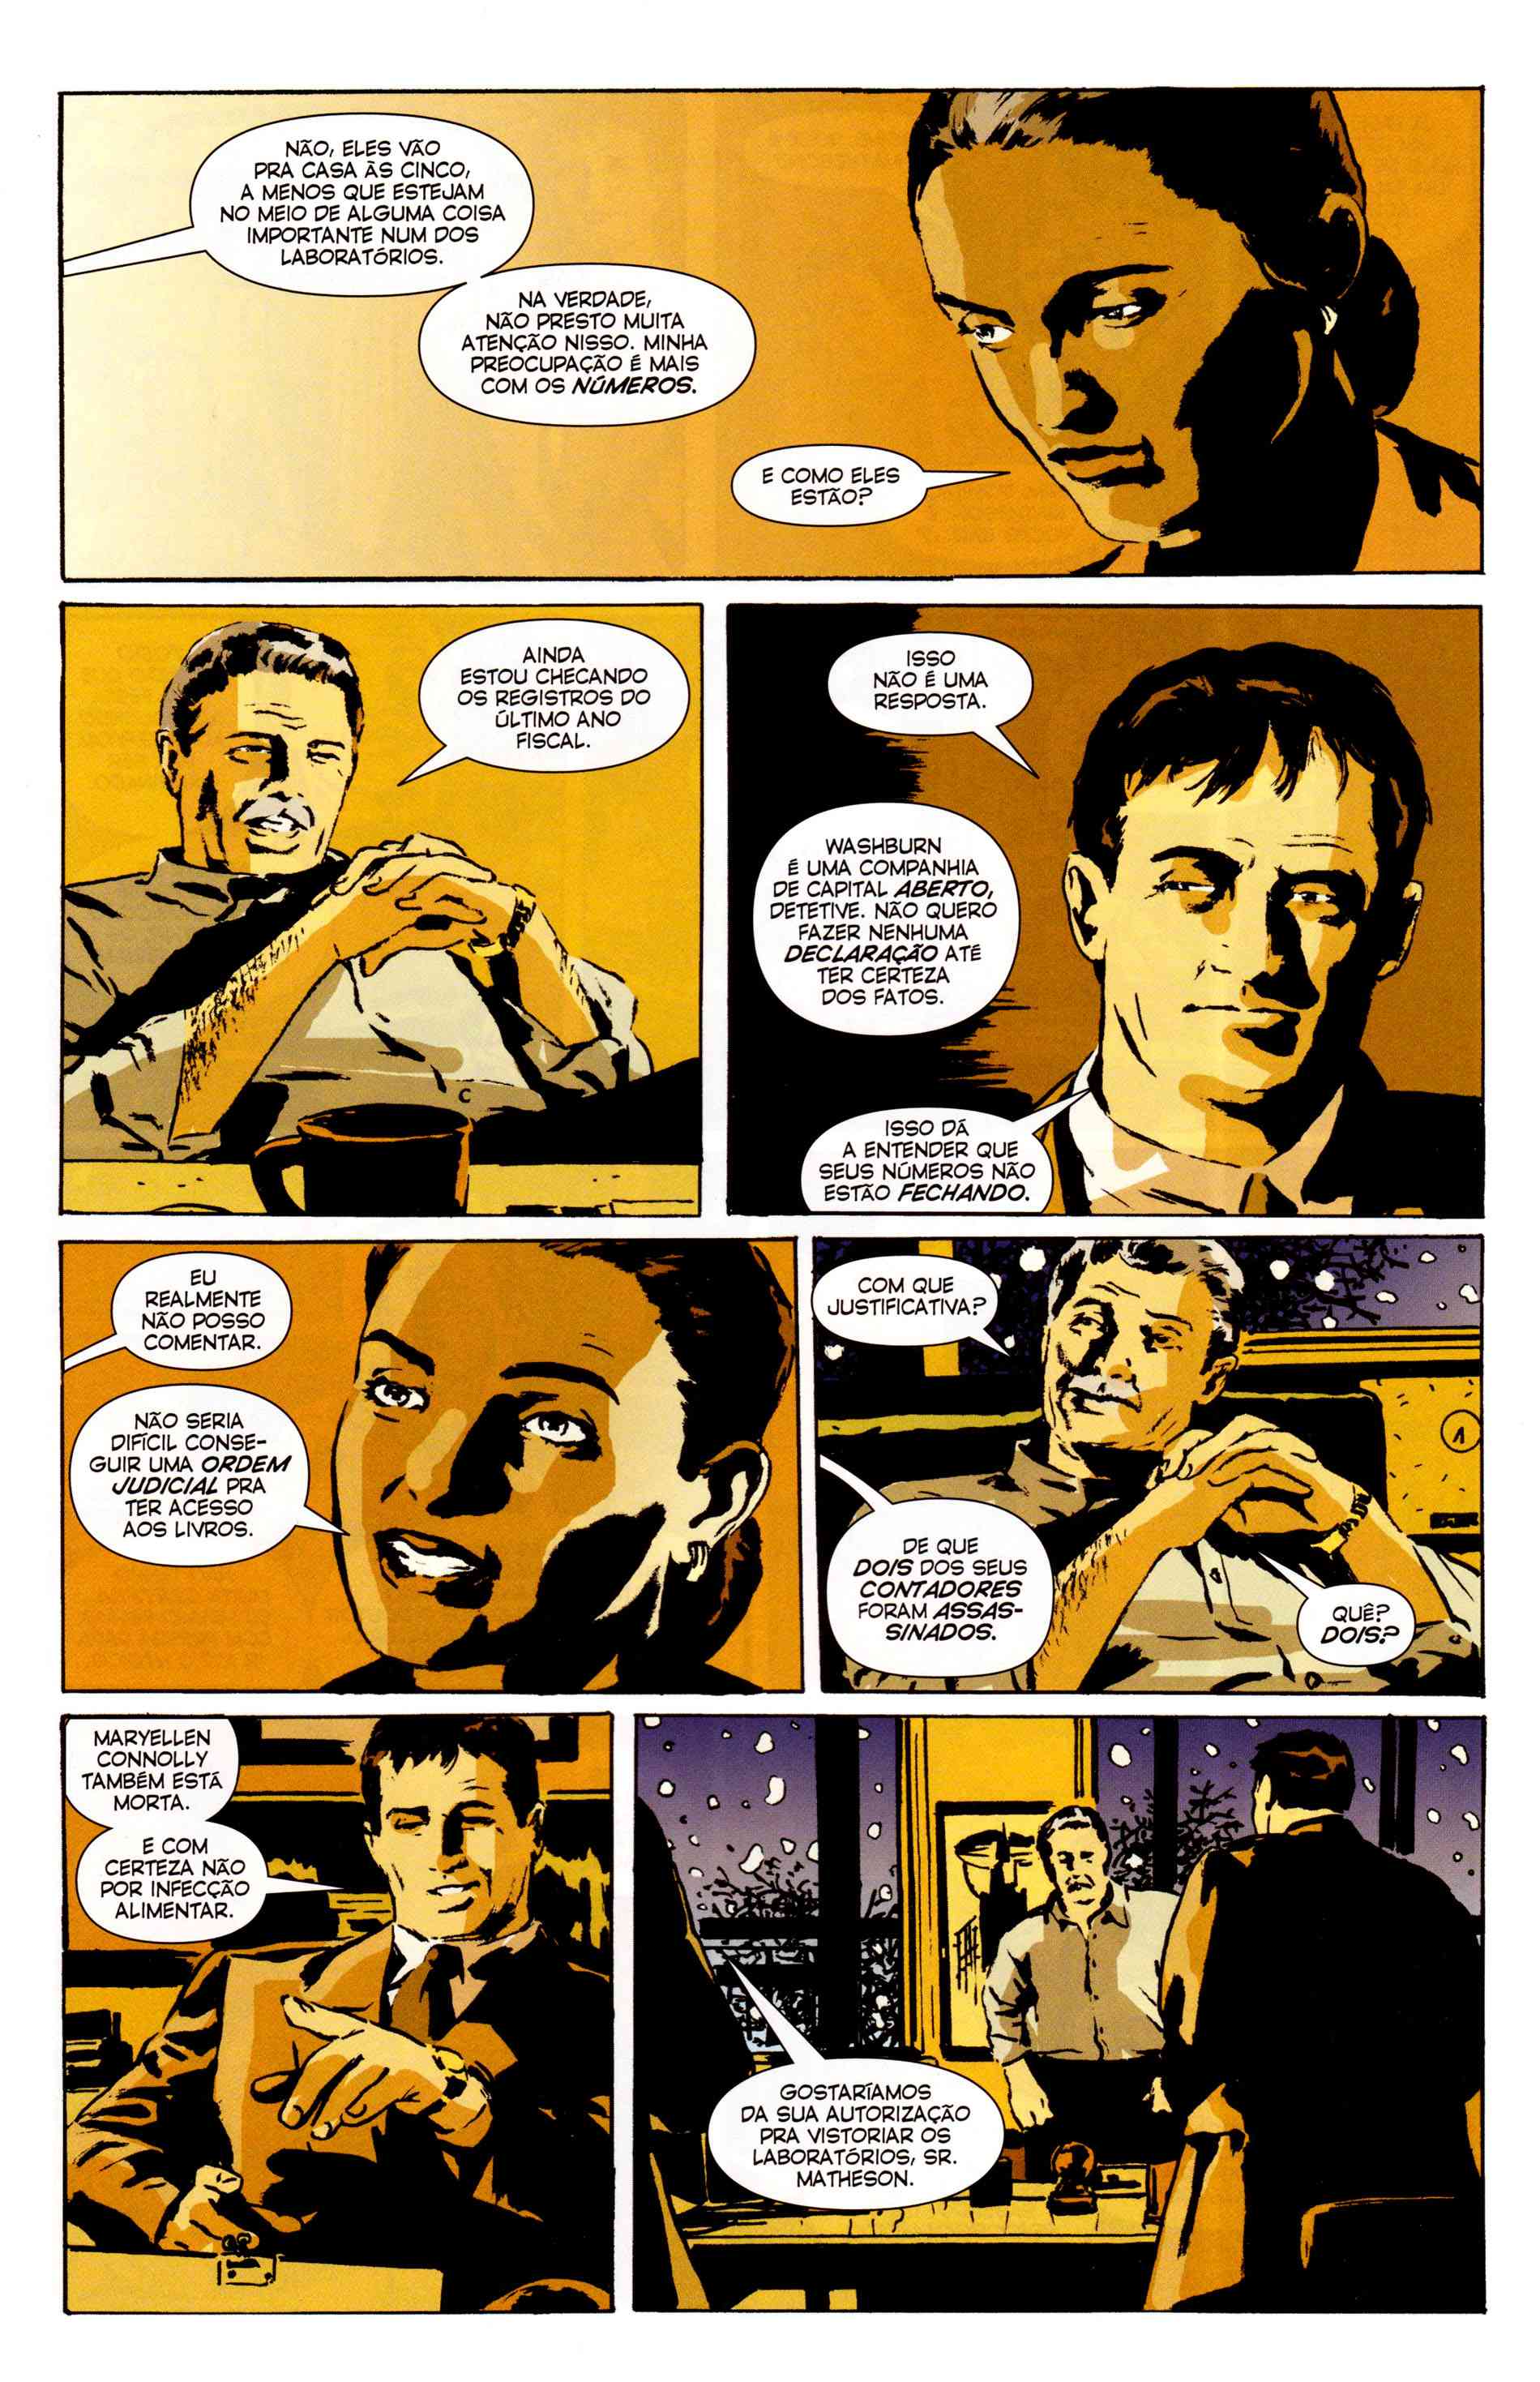 NÃO, ELES VÃO
PRA CASA ÀS CINCO,
A MENOS QUE ESTEJAM
NO MEIO DE ALGUMA COISA
IMPORTANTE NUM DOS
LABORATÓRIOS.
NA VERDADE,
NÃO PRESTO MUITA
ATENÇÃO NISSO. MINHA
PREOCUPAÇÃO É MAIS
COM OS NÚMEROS.
E COMO ELES
ESTÃO?
AINDA
ESTOU CHECANDO
OS REGISTROS DO
ÚLTIMO ANO
FISCAL.
ISSO
NÃO É UMA
RESPOSTA.
WASHBURN
É UMA COMPANHIA
DE CAPITAL ABERTO,
DETETIVE. NÃO QUERO
FAZER NENHUMA
DECLARAÇÃO ATÉ
TER CERTEZA
DOS FATOS.
ISSO DÁ
A ENTENDER QUE
SEUS NÚMEROS NÃO
ESTÃO FECHANDO.
EU
REALMENTE
NÃO POSSO
COMENTAR.
NÃO SERIA
DIFÍCIL CONSE-
GUIR UMA ORDEM
JUDICIAL PRA
TER ACESSO
AOS LIVROS.
COM QUE
JUSTIFICATIVA?
DE QUE
DOIS DOS SEUS
CONTADORES
FORAM ASSAS-
SINADOS.
QUÊ?
DOIS?
MARYELLEN
CONNOLLY
TAMBÉM ESTÁ
MORTA.
E COM
CERTEZA NÃO
POR INFECÇÃO
ALIMENTAR.
GOSTARÍAMOS
DA SUA AUTORIZAÇÃO
PRA VISTORIAR OS
LABORATÓRIOS, SR.
MATHESON.